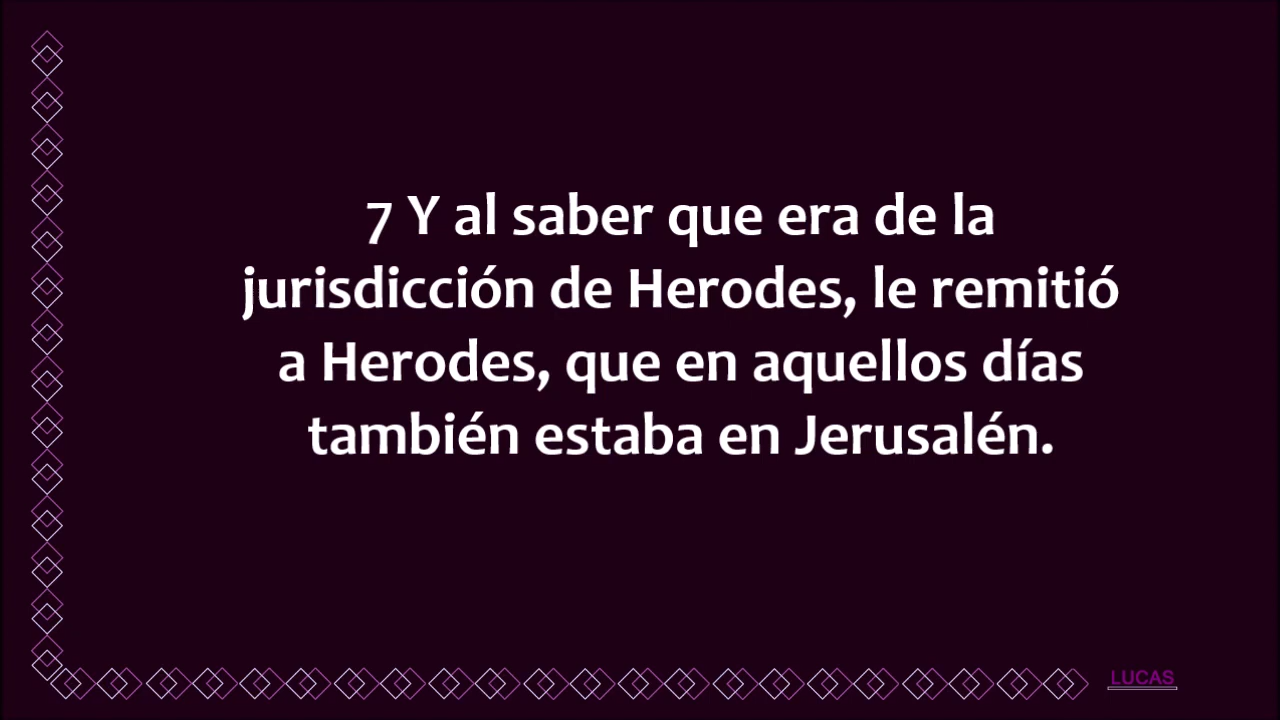 7 Y al saber que era de la
jurisdicción de Herodes, le remitió
a Herodes, que en aquellos días
también estaba en Jerusalén.
LUCAS